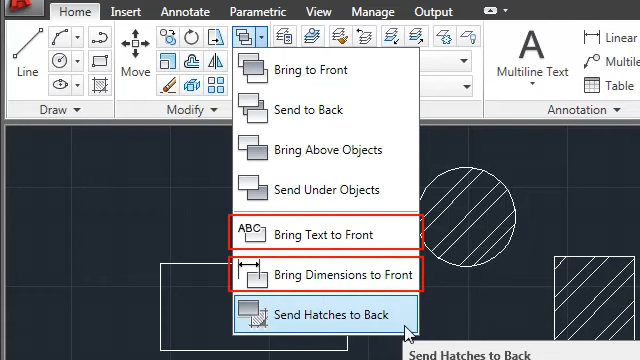 Home Insert Annotate Parametric View Manage Output
Line
Move
Multiline Text
Linear
Table
Draw
Modify
Annotation
Bring to Front
Send to Back
Bring Above Objects
Send Under Objects
ABC
Bring Text to Front
Bring Dimensions to Front
Send Hatches to Back
Send Hatches to Back